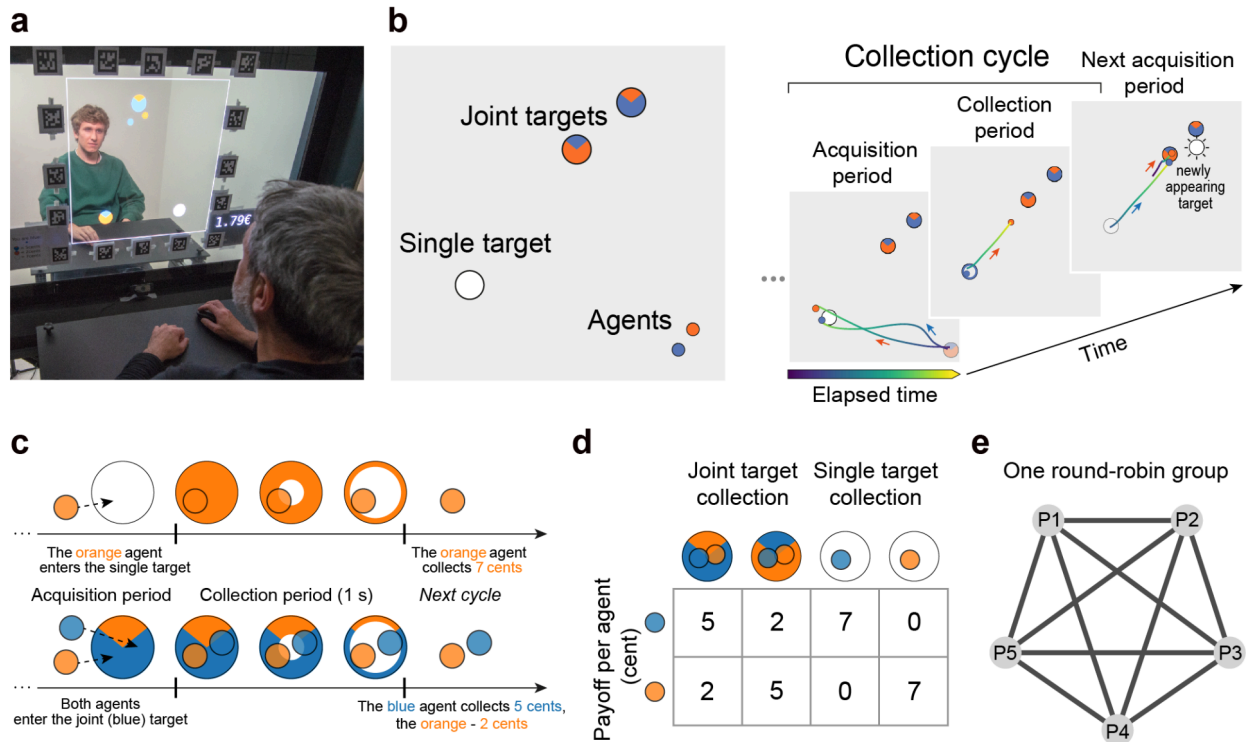 a
b
Joint targets
Single target
Agents
Collection cycle
Acquisition
period
Collection
period
Next acquisition
period
newly
appearing
target
Elapsed time
Time
1.79€
c
...
The orange agent
enters the single target
The orange agent
collects 7 cents
Acquisition period
Collection period (1 s)
Next cycle
...
Both agents
enter the joint (blue) target
The blue agent collects 5 cents,
the orange - 2 cents
d
Joint target
collection
Single target
collection
Payoff per agent
(cent)
5 2 7 0
2 5 0 7
e
One round-robin group
P1
P2
P5
P3
P4